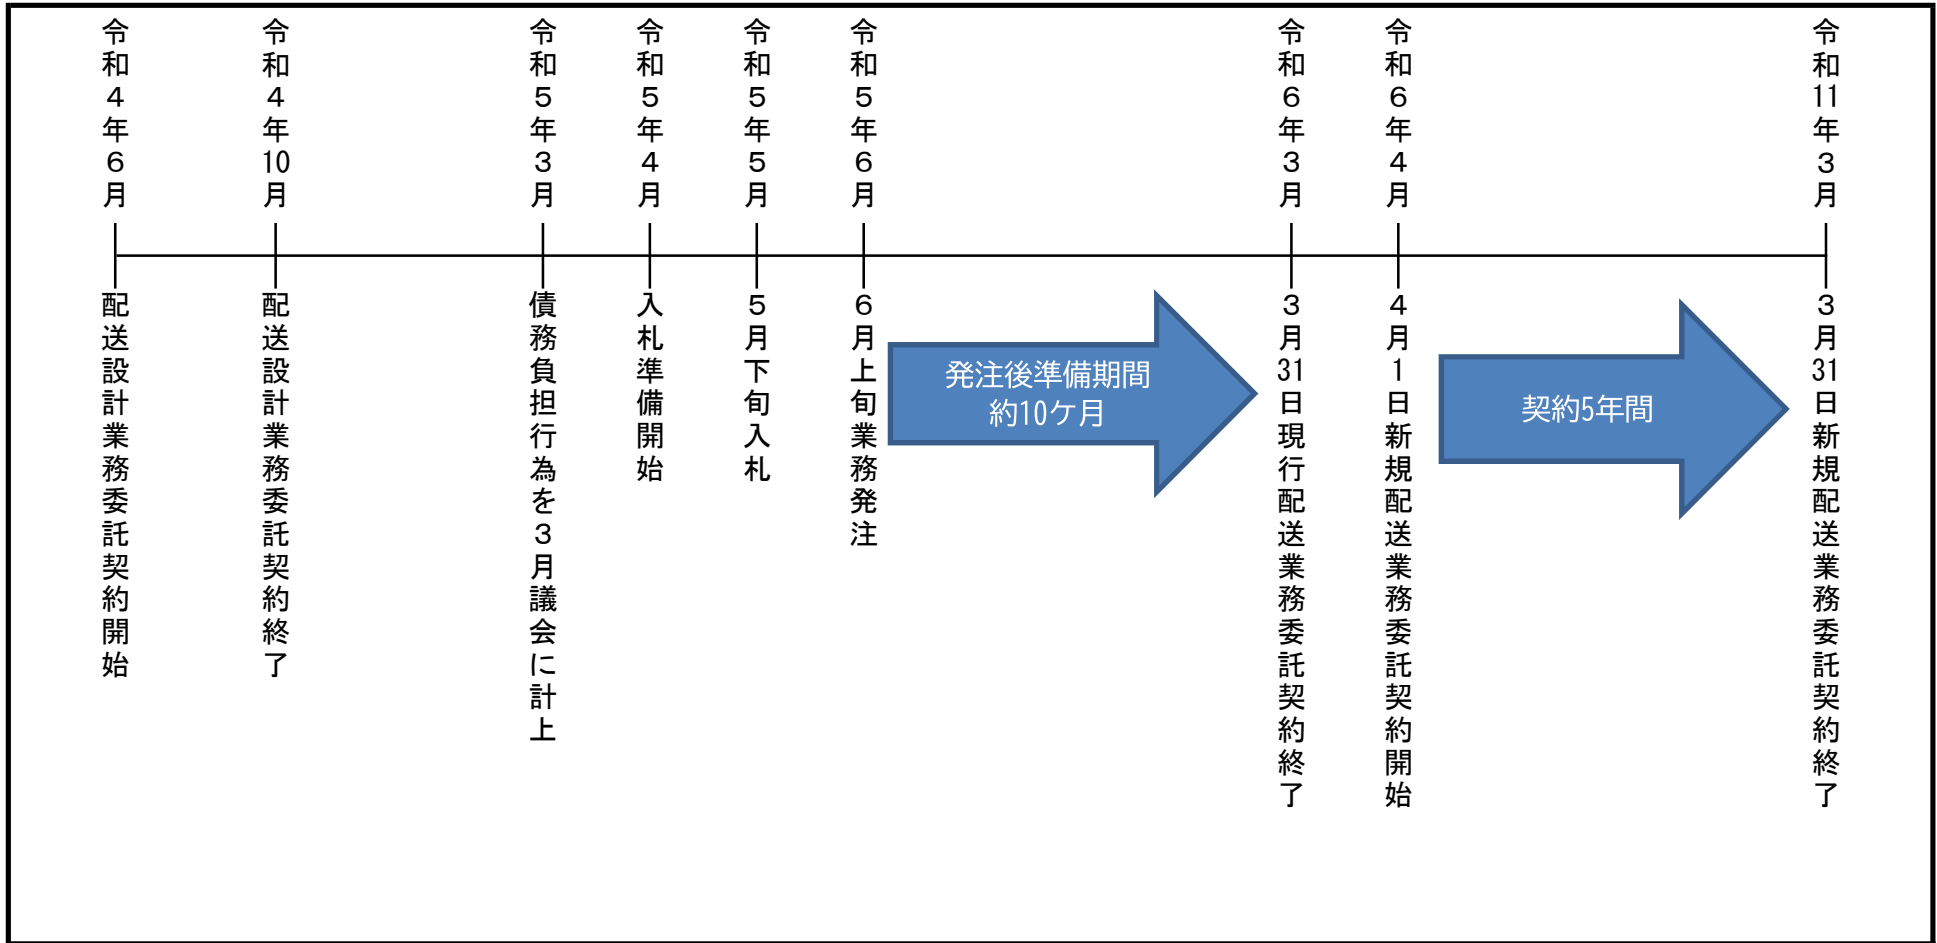 令和４年６月
令和４年10月
令和５年３月
令和５年４月
令和５年５月
令和５年６月
令和６年３月
令和６年４月
令和11年３月
配送設計業務委託契約開始
配送設計業務委託契約終了
債務負担行為を３月議会に計上
入札準備開始
５月下旬入札
６月上旬業務発注
発注後準備期間
約10ケ月
３月31日現行配送業務委託契約終了
４月１日新規配送業務委託契約開始
契約5年間
３月31日新規配送業務委託契約終了